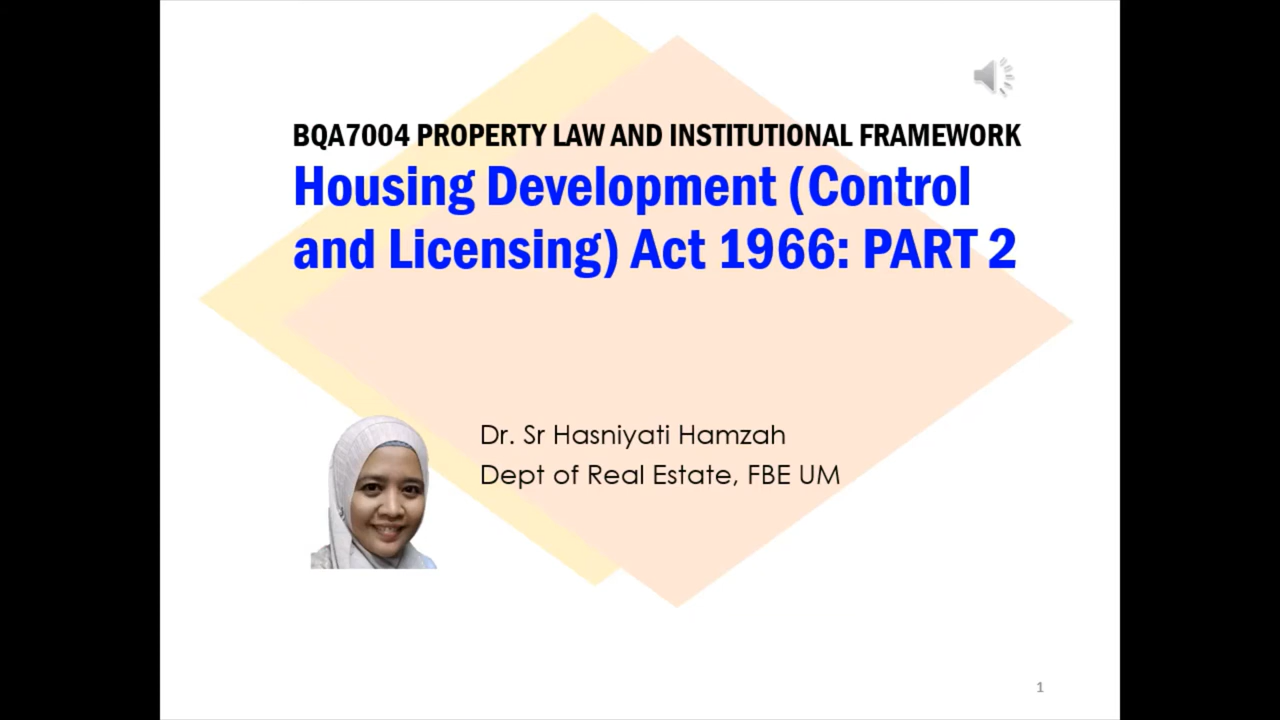 BQA7004 PROPERTY LAW AND INSTITUTIONAL FRAMEWORK
Housing Development (Control
and Licensing) Act 1966: PART 2
Dr. Sr Hasniyati Hamzah
Dept of Real Estate, FBE UM
1